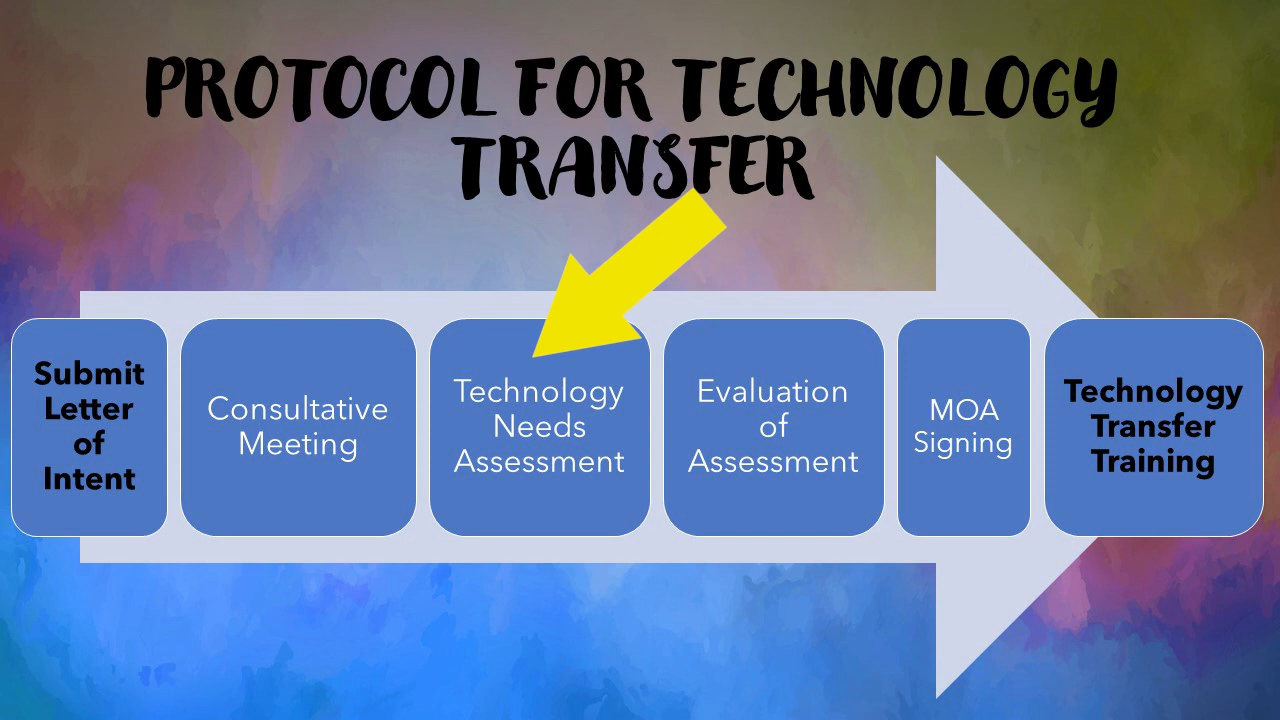 PROTOCOL FOR TECHNOLOGY
TRANSFER
Submit
Letter
of
Intent
Consultative
Meeting
Technology
Needs
Assessment
Evaluation
of
Assessment
MOA
Signing
Technology
Transfer
Training